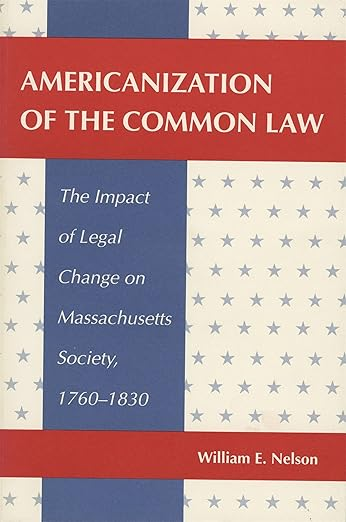 AMERICANIZATION
OF THE COMMON LAW
The Impact
of Legal
Change on
Massachusetts
Society,
1760–1830
William E. Nelson